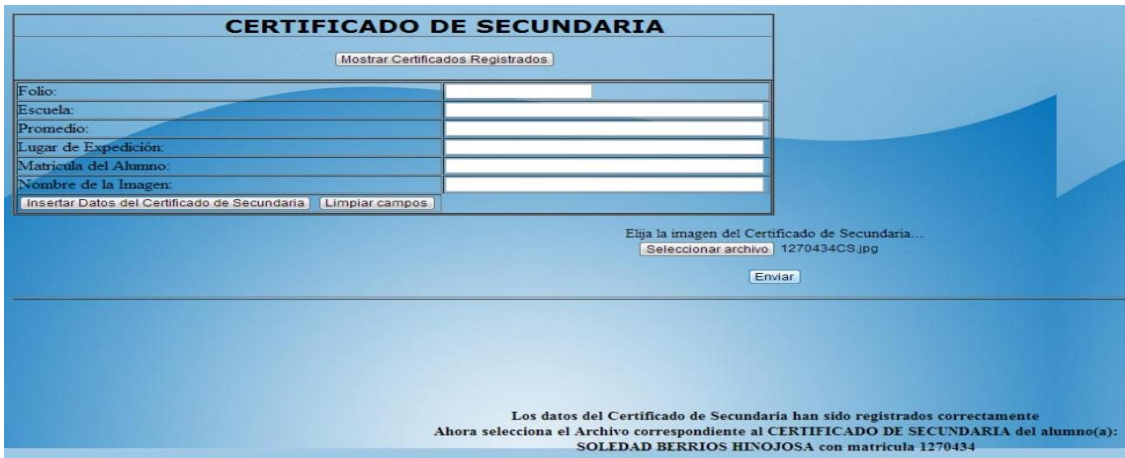 CERTIFICADO DE SECUNDARIA
Mostrar Certificados Registrados
Folio:
Escuela:
Promedio:
Lugar de Expedición:
Matricula del Alumno:
Nombre de la Imagen:
Insertar Datos del Certificado de Secundaria Limpiar campos
Elija la imagen del Certificado de Secundaria...
Seleccionar archivo 1270434CS.jpg
Enviar
Los datos del Certificado de Secundaria han sido registrados correctamente
Ahora selecciona el Archivo correspondiente al CERTIFICADO DE SECUNDARIA del alumno(a):
SOLEDAD BERRIOS HINOJOSA con matricula 1270434